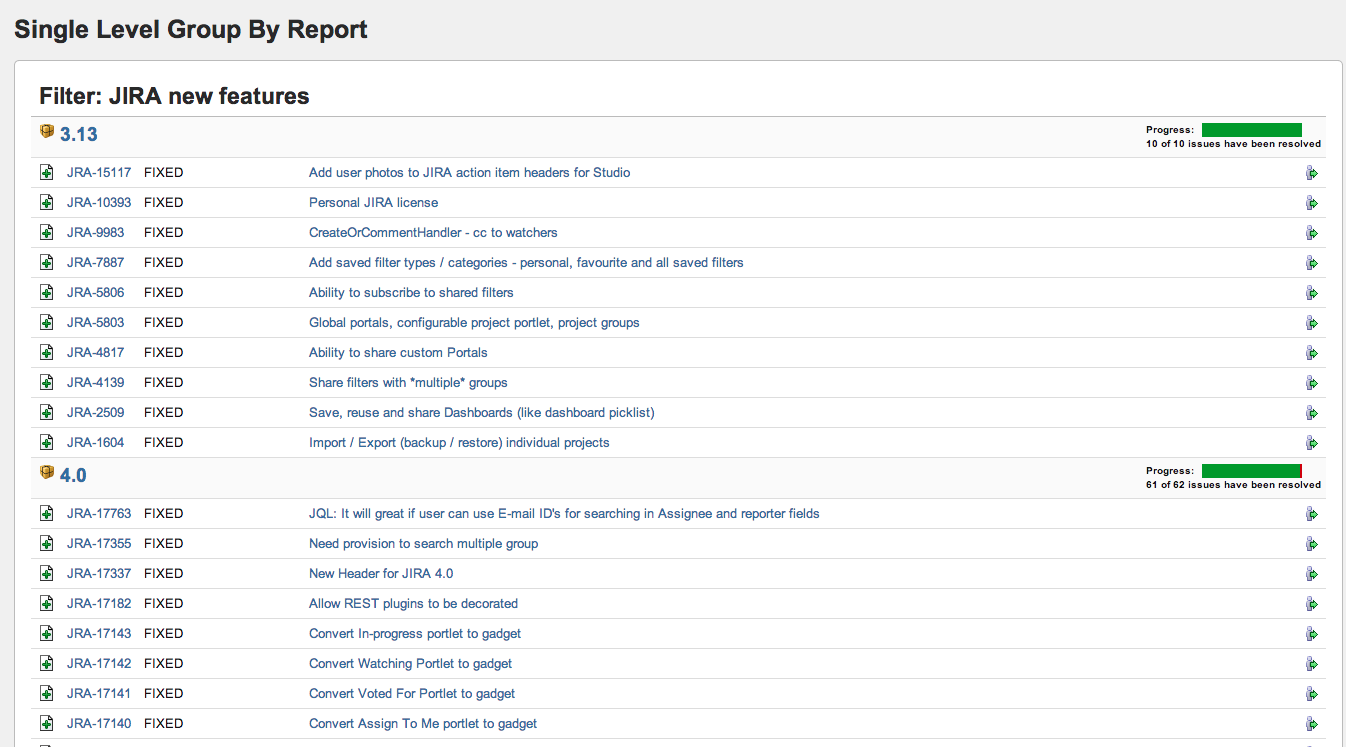 Single Level Group By Report
Filter: JIRA new features
3.13
Progress:
10 of 10 issues have been resolved
JRA-15117 FIXED Add user photos to JIRA action item headers for Studio
JRA-10393 FIXED Personal JIRA license
JRA-9983 FIXED CreateOrCommentHandler - cc to watchers
JRA-7887 FIXED Add saved filter types / categories - personal, favourite and all saved filters
JRA-5806 FIXED Ability to subscribe to shared filters
JRA-5803 FIXED Global portals, configurable project portlet, project groups
JRA-4817 FIXED Ability to share custom Portals
JRA-4139 FIXED Share filters with *multiple* groups
JRA-2509 FIXED Save, reuse and share Dashboards (like dashboard picklist)
JRA-1604 FIXED Import / Export (backup / restore) individual projects
4.0
Progress:
61 of 62 issues have been resolved
JRA-17763 FIXED JQL: It will great if user can use E-mail ID's for searching in Assignee and reporter fields
JRA-17355 FIXED Need provision to search multiple group
JRA-17337 FIXED New Header for JIRA 4.0
JRA-17182 FIXED Allow REST plugins to be decorated
JRA-17143 FIXED Convert In-progress portlet to gadget
JRA-17142 FIXED Convert Watching Portlet to gadget
JRA-17141 FIXED Convert Voted For Portlet to gadget
JRA-17140 FIXED Convert Assign To Me portlet to gadget